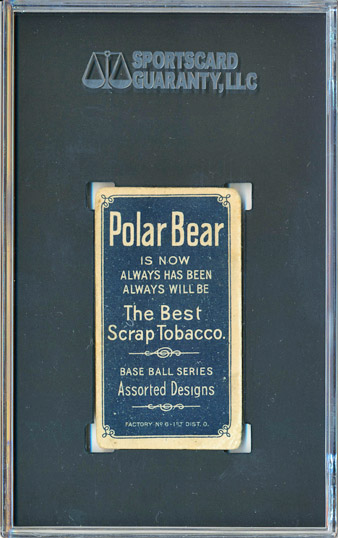 SPORTSCARD
GUARANTY, LLC
Polar Bear
IS NOW
ALWAYS HAS BEEN
ALWAYS WILL BE
The Best
Scrap Tobacco.
BASE BALL SERIES
Assorted Designs
FACTORY No 6-1ST DIST. O.